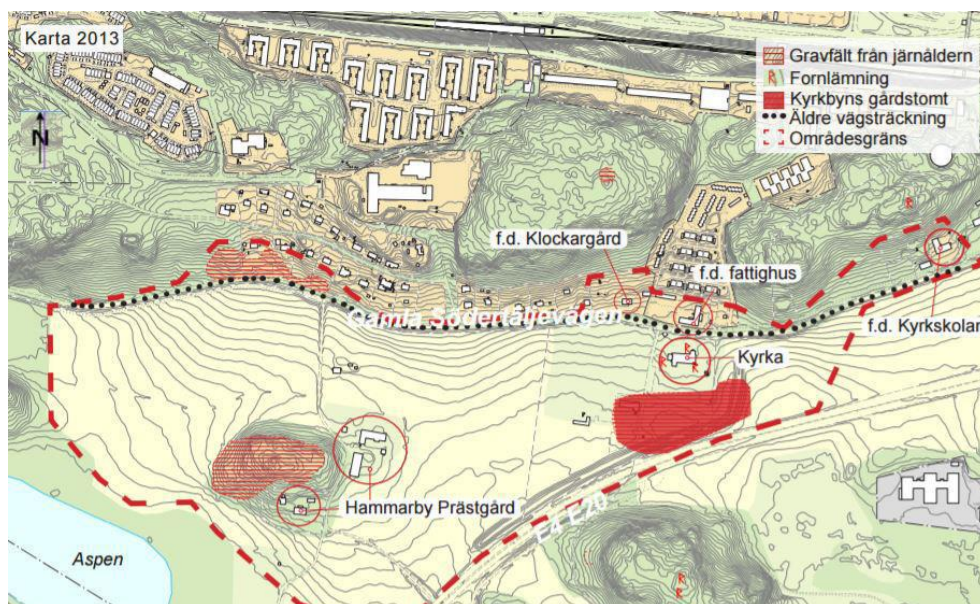 Karta 2013
Gravfält från järnåldern
R Fornlämning
Kyrkbyns gårdstomt
Äldre vägsträckning
Områdesgräns
N
f.d. Klockargård
f.d. fattighus
Gamla Södertäljevägen
f.d. Kyrkskolan
Kyrka
Hammarby Prästgård
E4 E20
Aspen